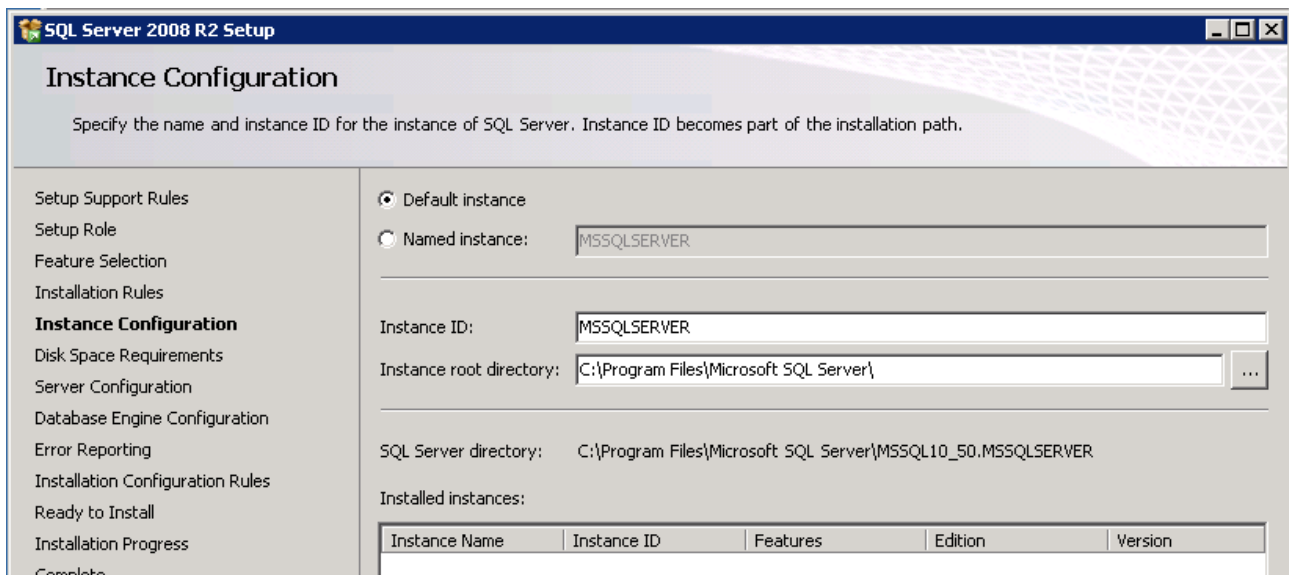 SQL Server 2008 R2 Setup
Instance Configuration
Specify the name and instance ID for the instance of SQL Server. Instance ID becomes part of the installation path.
Setup Support Rules
Setup Role
Feature Selection
Installation Rules
Instance Configuration
Disk Space Requirements
Server Configuration
Database Engine Configuration
Error Reporting
Installation Configuration Rules
Ready to Install
Installation Progress
Complete
Default instance
Named instance: MSSQLSERVER
Instance ID: MSSQLSERVER
Instance root directory: C:\Program Files\Microsoft SQL Server\ ...
SQL Server directory: C:\Program Files\Microsoft SQL Server\MSSQL10_50.MSSQLSERVER
Installed instances:
Instance Name Instance ID Features Edition Version